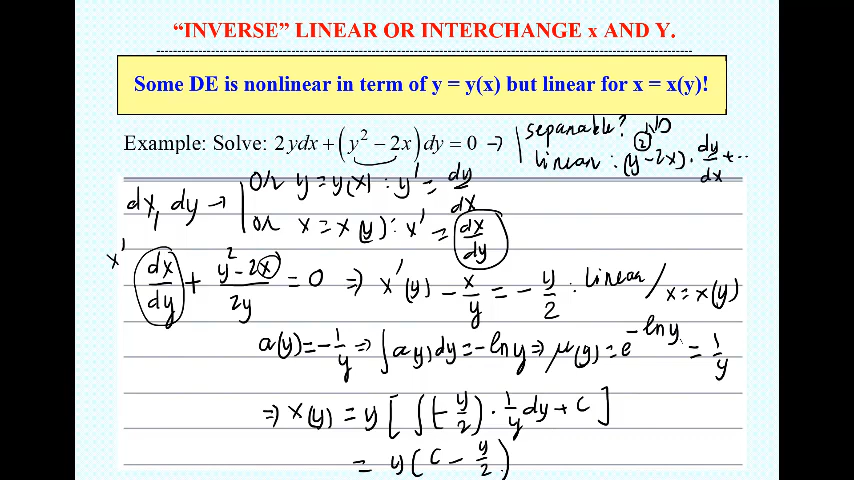 “INVERSE” LINEAR OR INTERCHANGE x AND Y.
Some DE is nonlinear in term of y = y(x) but linear for x = x(y)!
Example: Solve: 2ydx + (y² − 2x)dy = 0 → separable? No
linear : (y² − 2x) · dy/dx + ...
dx, dy → or y = y(x) : y' = dy/dx
or x = x(y) : x' = dx/dy
x' dx/dy + (y² − 2x)/2y = 0 ⇒ x'(y) − x/y = − y/2 : linear / x = x(y)
a(y) = − 1/y ⇒ ∫ a(y) dy = − ln y ⇒ μ(y) = e^(− ln y) = 1/y
⇒ x(y) = y [ ∫ (− y/2) · 1/y dy + C ]
= y ( C − y/2 )